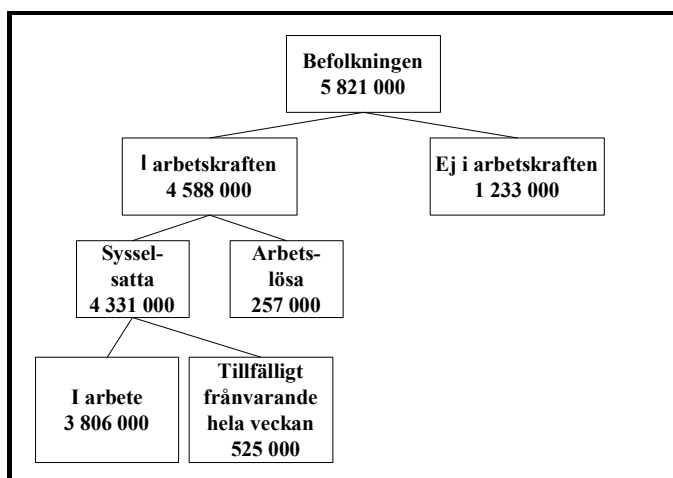 Befolkningen
5 821 000
I arbetskraften
4 588 000
Ej i arbetskraften
1 233 000
Syssel-
satta
4 331 000
Arbets-
lösa
257 000
I arbete
3 806 000
Tillfälligt
frånvarande
hela veckan
525 000